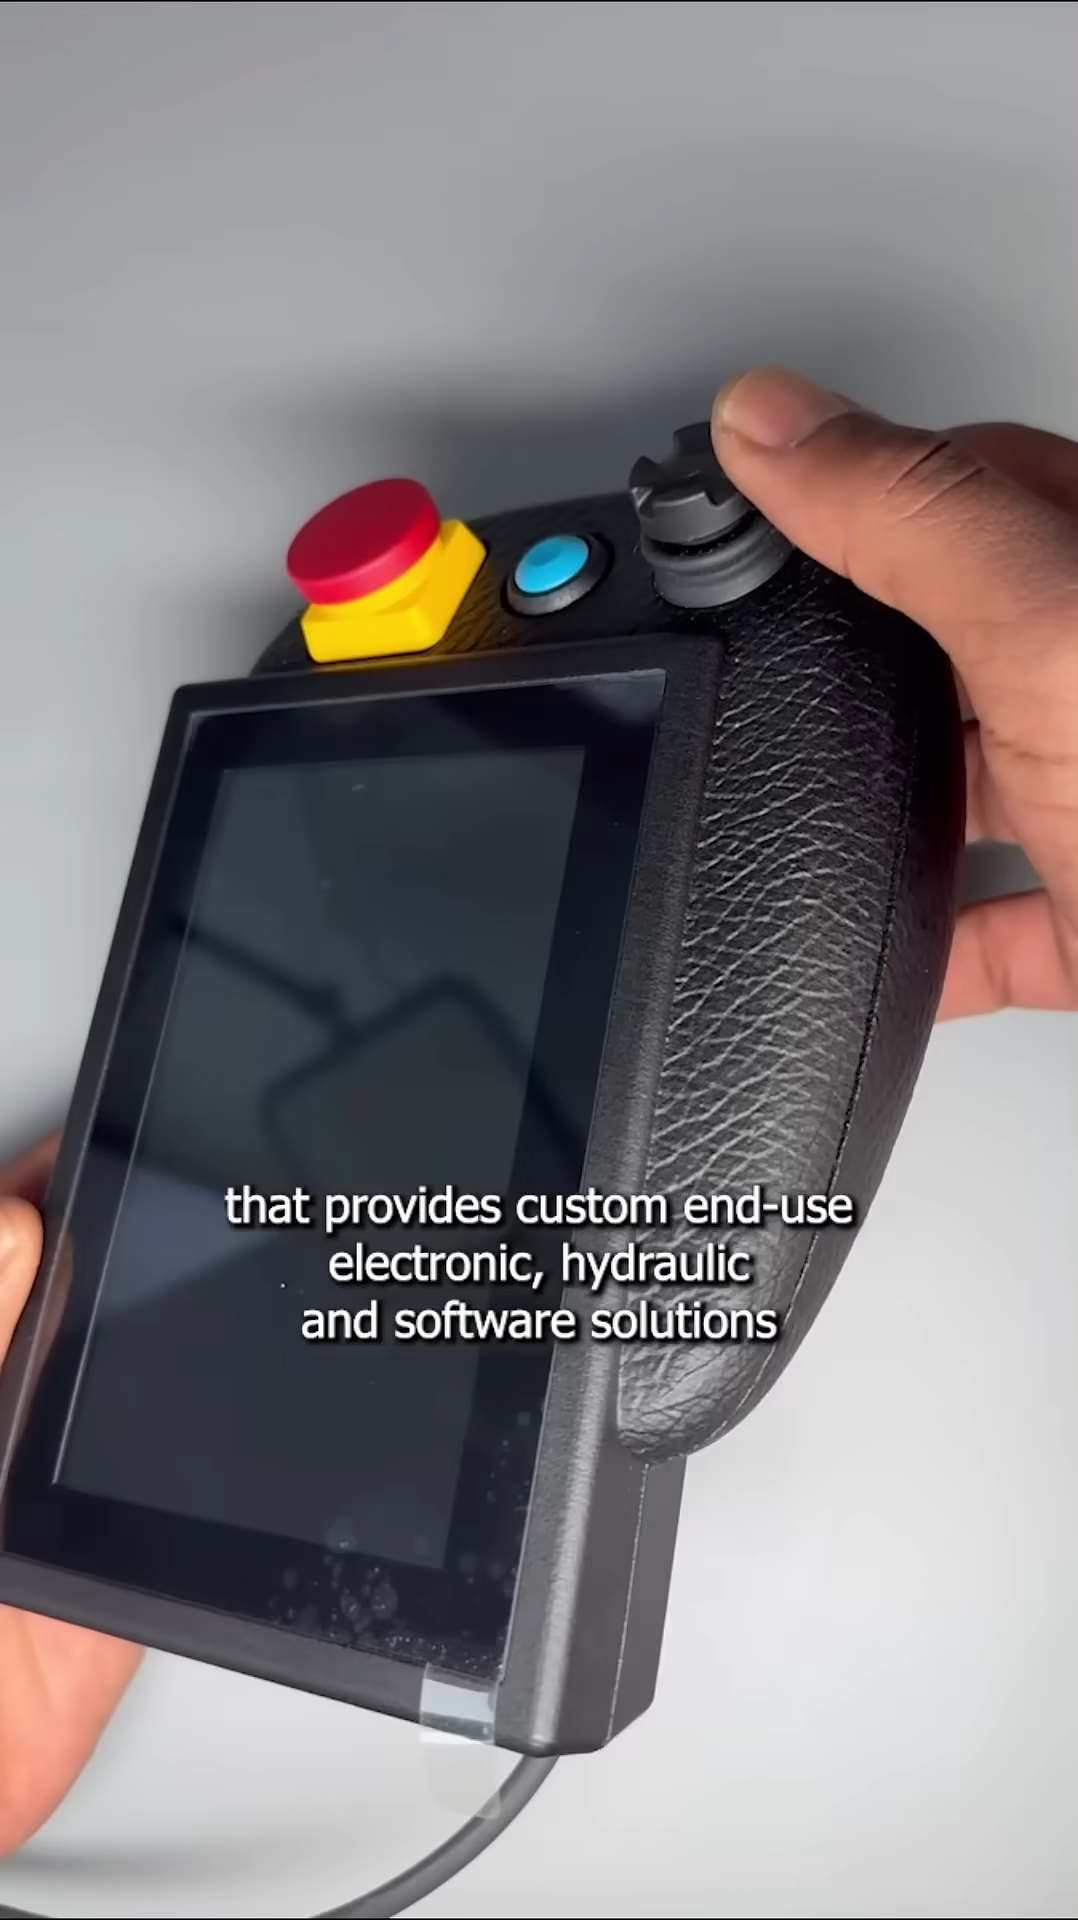 that provides custom end-use
electronic, hydraulic
and software solutions